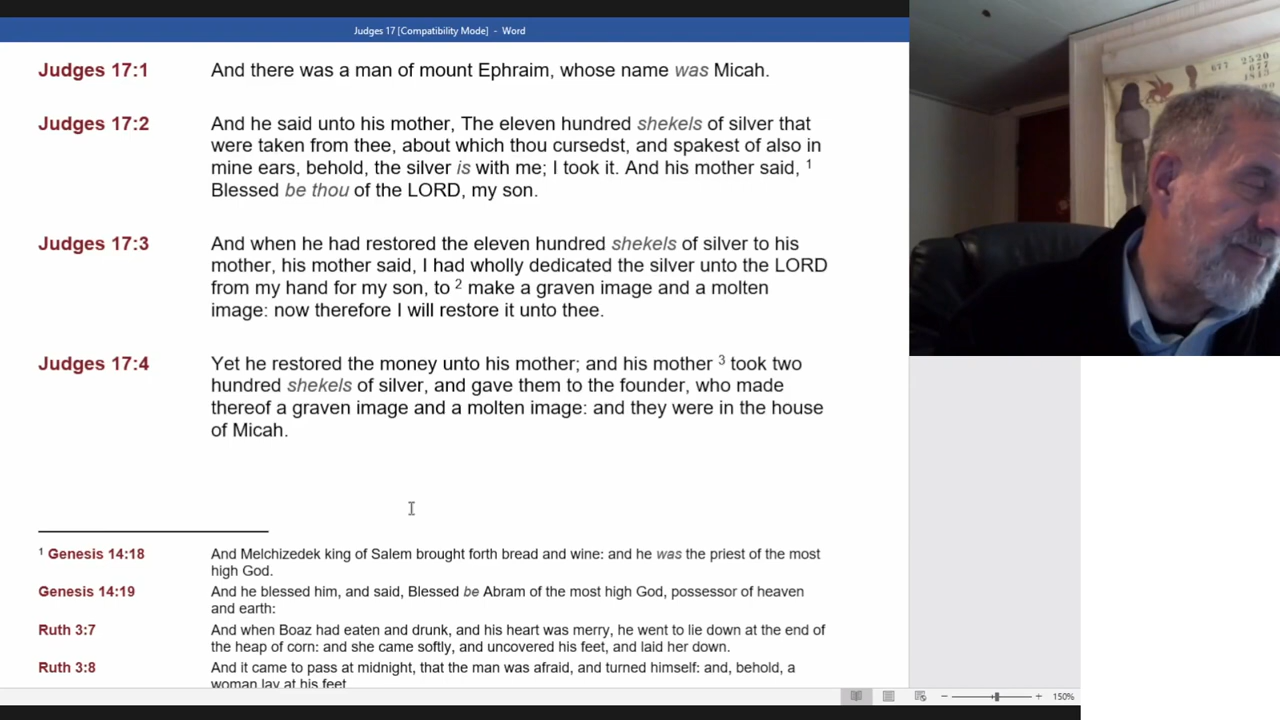 Judges 17 [Compatibility Mode] - Word
Judges 17:1 And there was a man of mount Ephraim, whose name was Micah.
Judges 17:2 And he said unto his mother, The eleven hundred shekels of silver that
were taken from thee, about which thou cursedst, and spakest of also in
mine ears, behold, the silver is with me; I took it. And his mother said, 1
Blessed be thou of the LORD, my son.
Judges 17:3 And when he had restored the eleven hundred shekels of silver to his
mother, his mother said, I had wholly dedicated the silver unto the LORD
from my hand for my son, to 2 make a graven image and a molten
image: now therefore I will restore it unto thee.
Judges 17:4 Yet he restored the money unto his mother; and his mother 3 took two
hundred shekels of silver, and gave them to the founder, who made
thereof a graven image and a molten image: and they were in the house
of Micah.
1 Genesis 14:18 And Melchizedek king of Salem brought forth bread and wine: and he was the priest of the most
high God.
Genesis 14:19 And he blessed him, and said, Blessed be Abram of the most high God, possessor of heaven
and earth:
Ruth 3:7 And when Boaz had eaten and drunk, and his heart was merry, he went to lie down at the end of
the heap of corn: and she came softly, and uncovered his feet, and laid her down.
Ruth 3:8 And it came to pass at midnight, that the man was afraid, and turned himself: and, behold, a
woman lay at his feet
150%
677 2520
677
1843